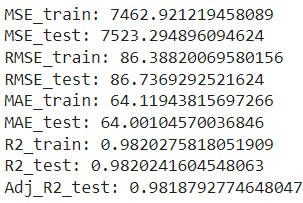 MSE_train: 7462.921219458089
MSE_test: 7523.294896094624
RMSE_train: 86.38820069580156
RMSE_test: 86.7369292521624
MAE_train: 64.11943815697266
MAE_test: 64.00104570036846
R2_train: 0.9820275818051909
R2_test: 0.9820241604548063
Adj_R2_test: 0.9818792774648047